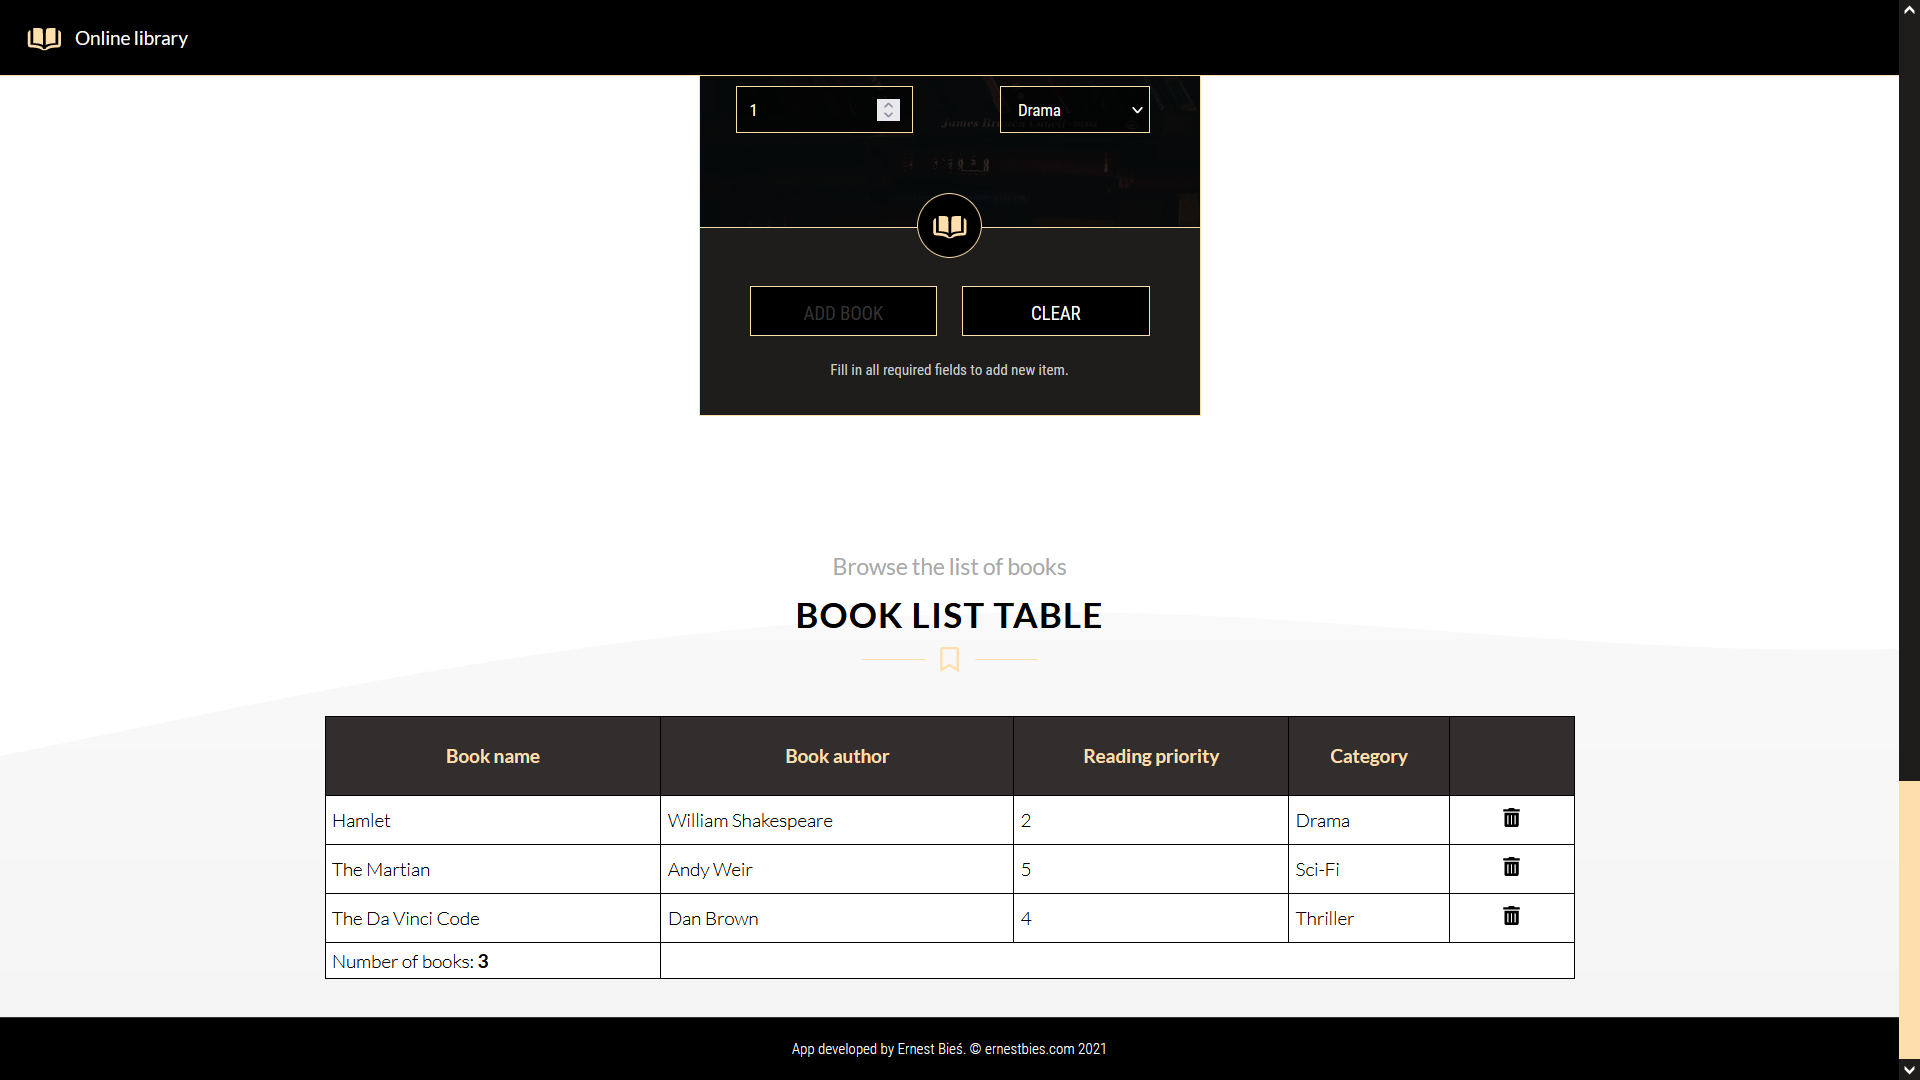 Online library
1
Drama
ADD BOOK
CLEAR
Fill in all required fields to add new item.
Browse the list of books
BOOK LIST TABLE
Book name Book author Reading priority Category
Hamlet William Shakespeare 2 Drama
The Martian Andy Weir 5 Sci-Fi
The Da Vinci Code Dan Brown 4 Thriller
Number of books: 3
App developed by Ernest Bieś. © ernestbies.com 2021